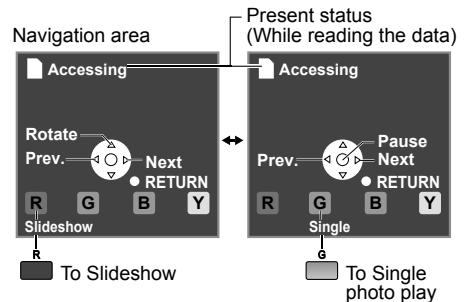 Present status
(While reading the data)
Navigation area
Accessing
Rotate
Prev.
Next
RETURN
R G B Y
Slideshow
R
To Slideshow
Accessing
Pause
Prev.
Next
RETURN
R G B Y
Single
G
To Single
photo play